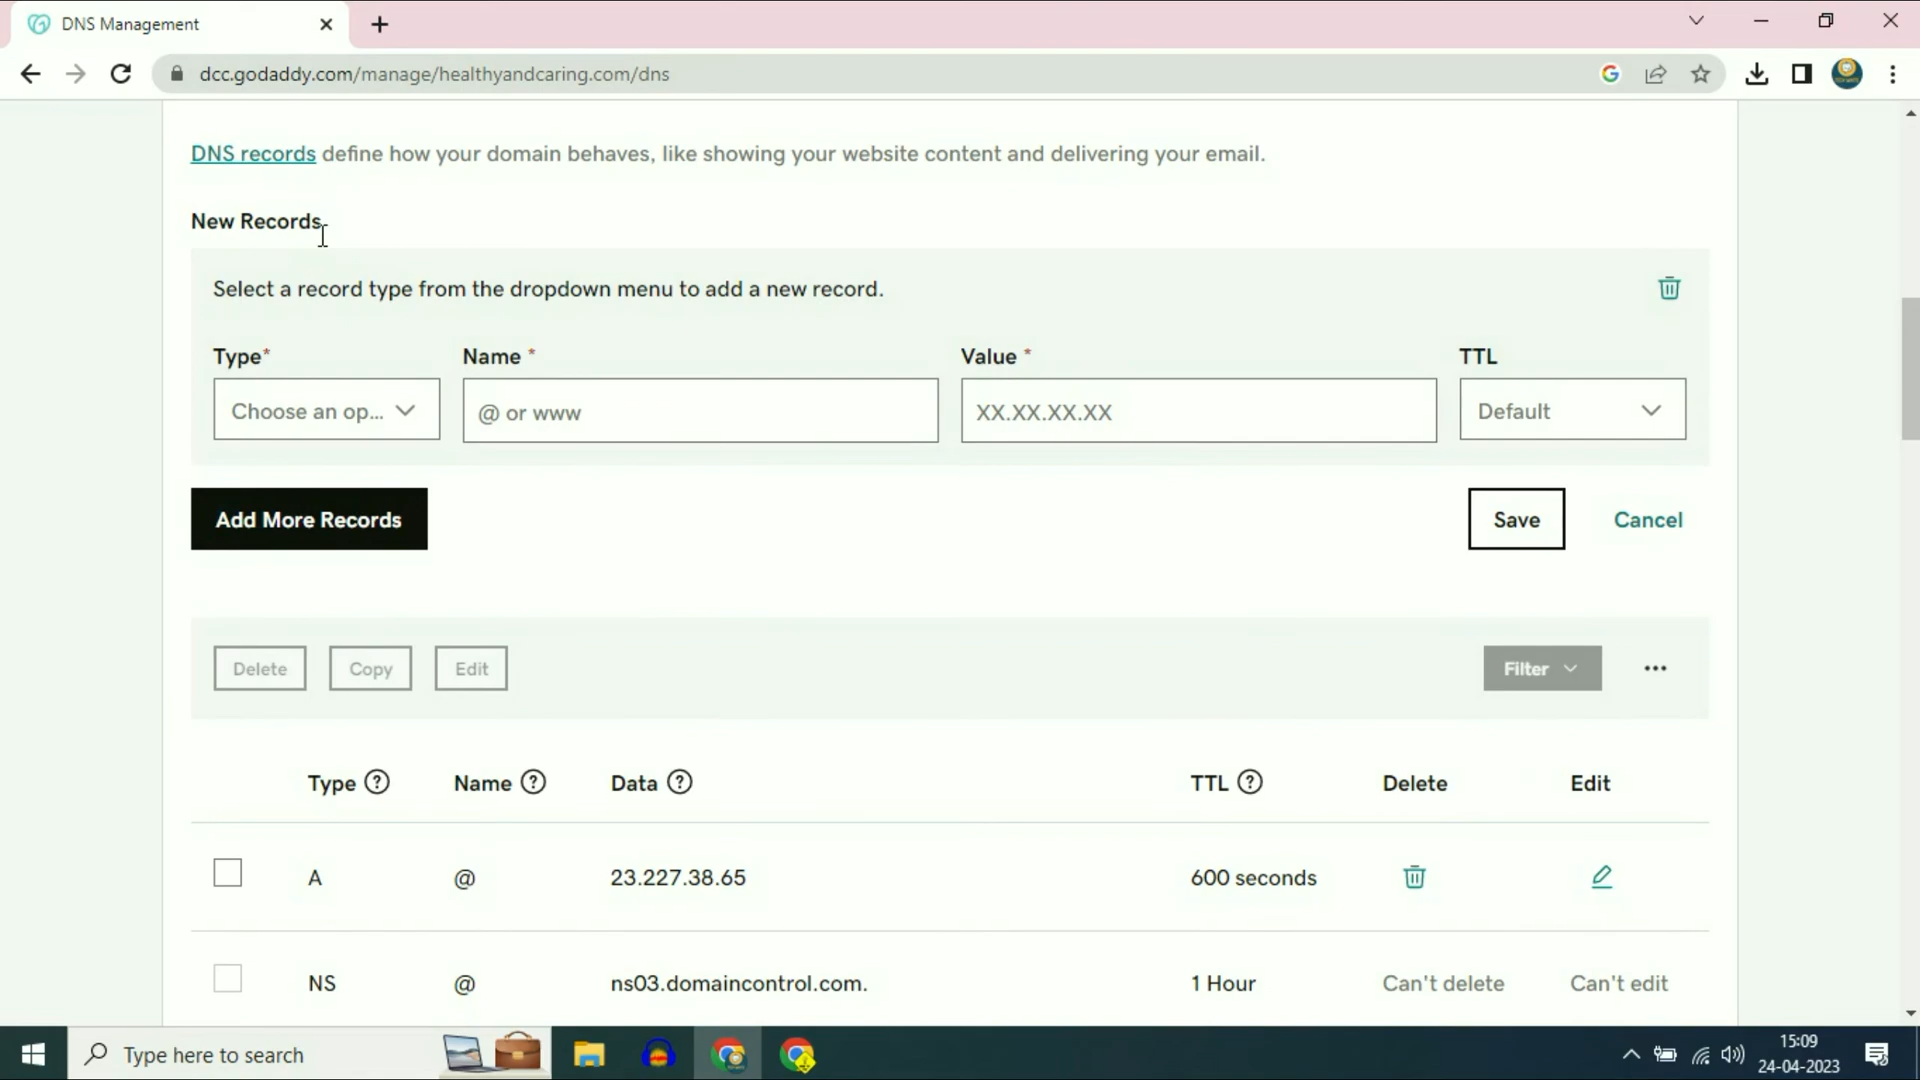 DNS Management
dcc.godaddy.com/manage/healthyandcaring.com/dns
DNS records define how your domain behaves, like showing your website content and delivering your email.
New Records
Select a record type from the dropdown menu to add a new record.
Type* Name * Value * TTL
Choose an op... @ or www XX.XX.XX.XX Default
Add More Records Save Cancel
Delete Copy Edit Filter ...
Type ? Name ? Data ? TTL ? Delete Edit
A @ 23.227.38.65 600 seconds
NS @ ns03.domaincontrol.com. 1 Hour Can't delete Can't edit
Type here to search
15:09
24-04-2023